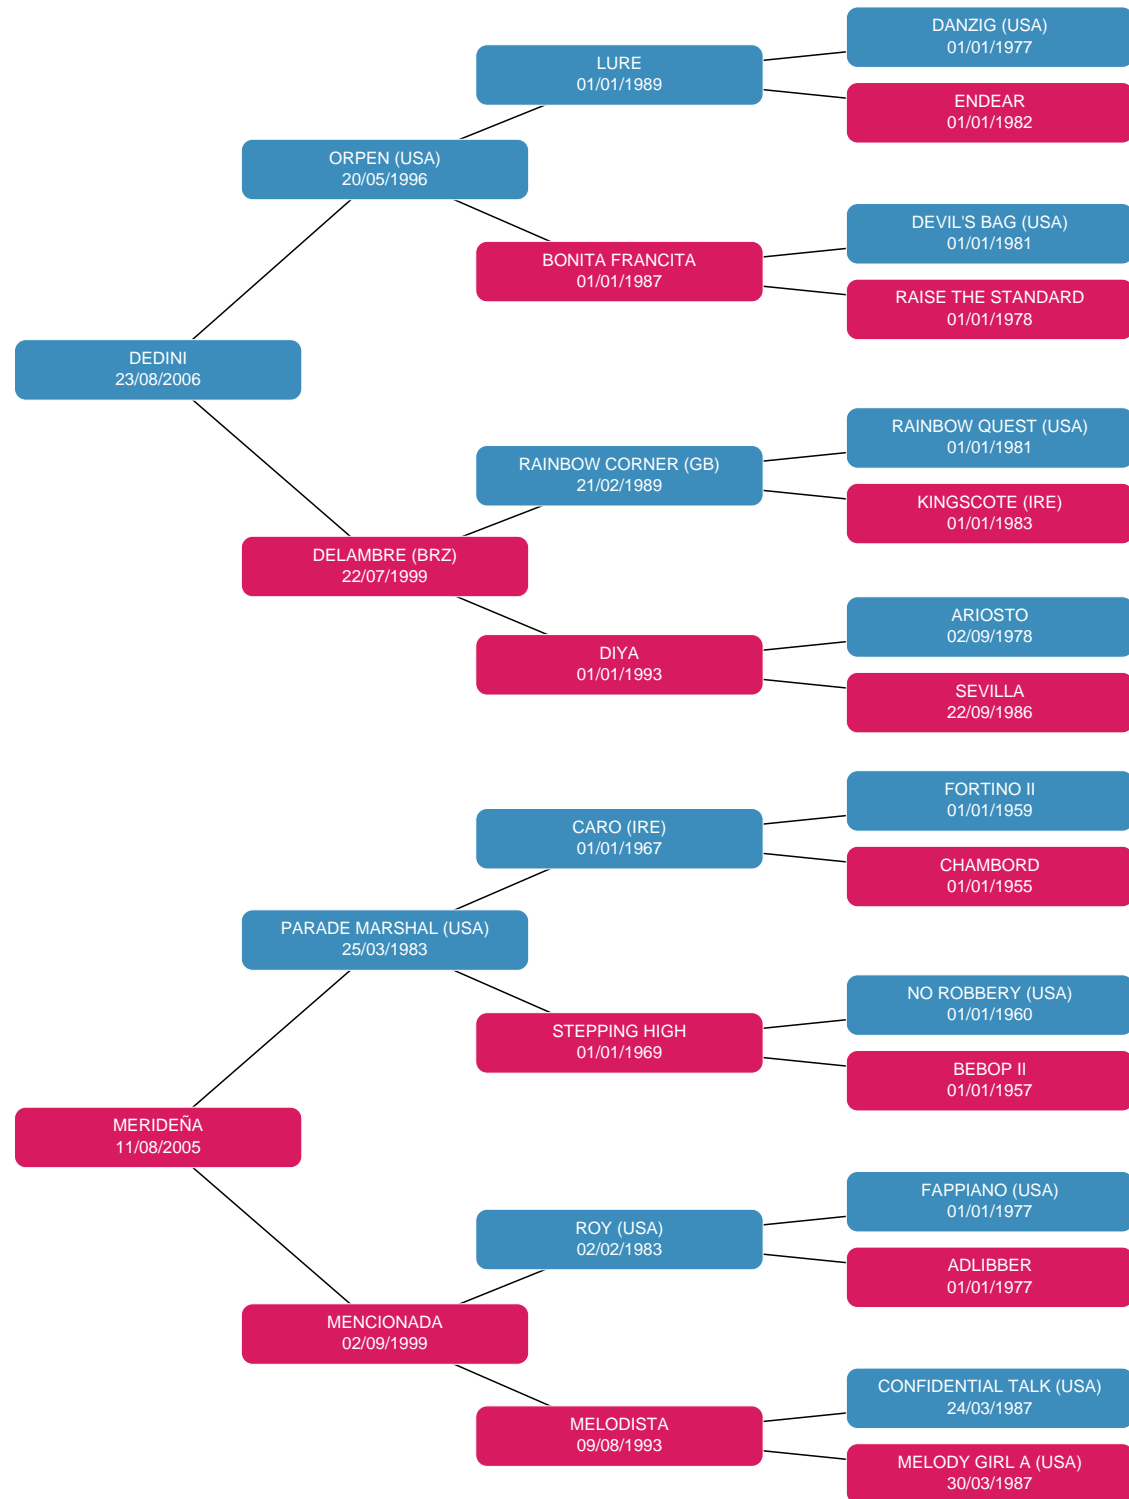 DANZIG (USA)
01/01/1977
LURE
01/01/1989
ENDEAR
01/01/1982
ORPEN (USA)
20/05/1996
DEVIL'S BAG (USA)
01/01/1981
BONITA FRANCITA
01/01/1987
RAISE THE STANDARD
01/01/1978
DEDINI
23/08/2006
RAINBOW QUEST (USA)
01/01/1981
RAINBOW CORNER (GB)
21/02/1989
KINGSCOTE (IRE)
01/01/1983
DELAMBRE (BRZ)
22/07/1999
ARIOSTO
02/09/1978
DIYA
01/01/1993
SEVILLA
22/09/1986
FORTINO II
01/01/1959
CARO (IRE)
01/01/1967
CHAMBORD
01/01/1955
PARADE MARSHAL (USA)
25/03/1983
NO ROBBERY (USA)
01/01/1960
STEPPING HIGH
01/01/1969
BEBOP II
01/01/1957
MERIDEÑA
11/08/2005
FAPPIANO (USA)
01/01/1977
ROY (USA)
02/02/1983
ADLIBBER
01/01/1977
MENCIONADA
02/09/1999
CONFIDENTIAL TALK (USA)
24/03/1987
MELODISTA
09/08/1993
MELODY GIRL A (USA)
30/03/1987